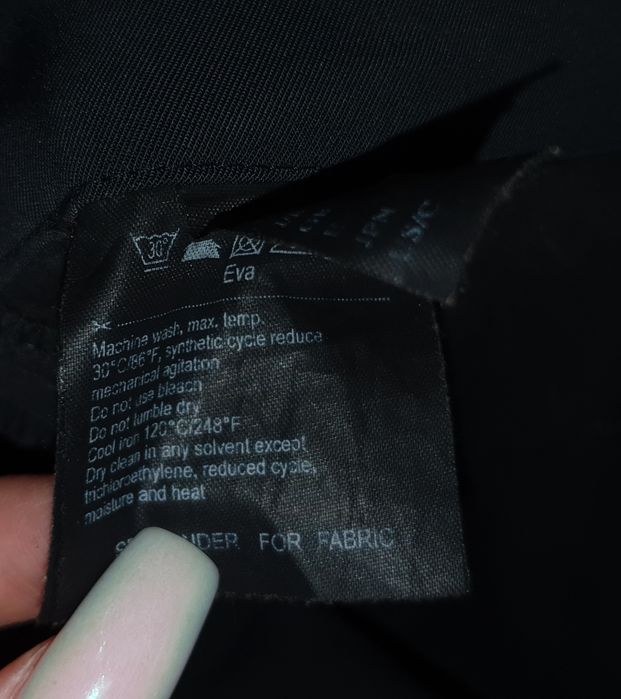 30°
Eva
Machine wash, max. temp.
30°C/86°F, synthetic cycle reduce
mechanical agitation
Do not use bleach
Do not tumble dry
Cool iron 120°C/248°F
Dry clean in any solvent except
trichloroethylene, reduced cycle,
moisture and heat
FOR FABRIC